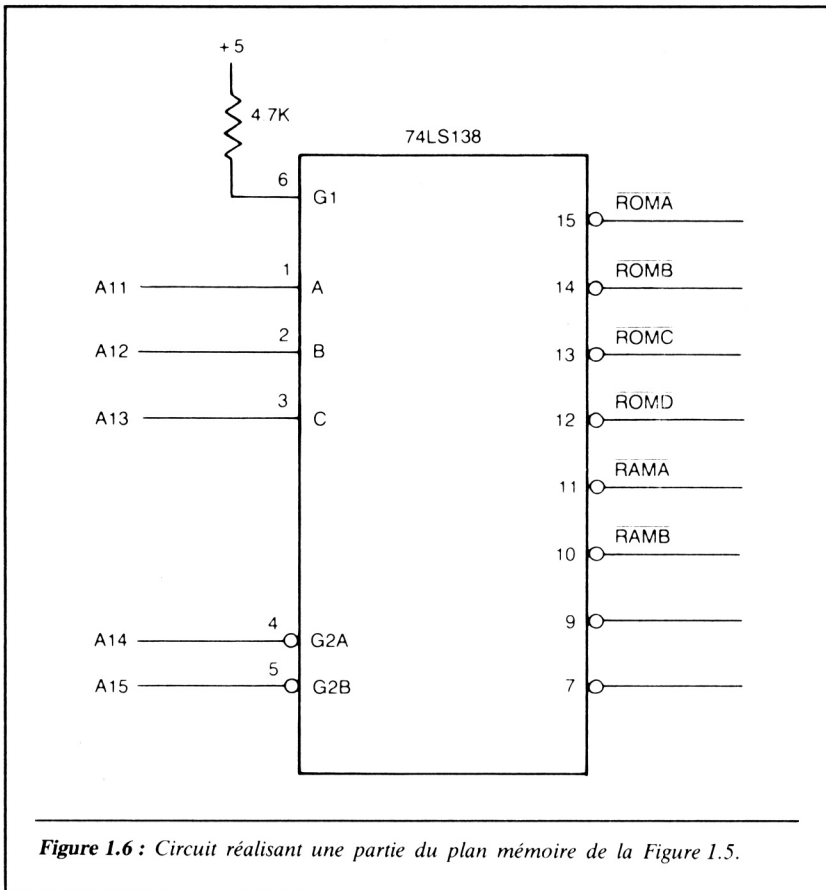 + 5
4 7K
74LS138
6
G1
15
ROMA
A11
1
A
14
ROMB
A12
2
B
13
ROMC
A13
3
C
12
ROMD
11
RAMA
10
RAMB
9
A14
4
G2A
A15
5
G2B
7
Figure 1.6 : Circuit réalisant une partie du plan mémoire de la Figure 1.5.